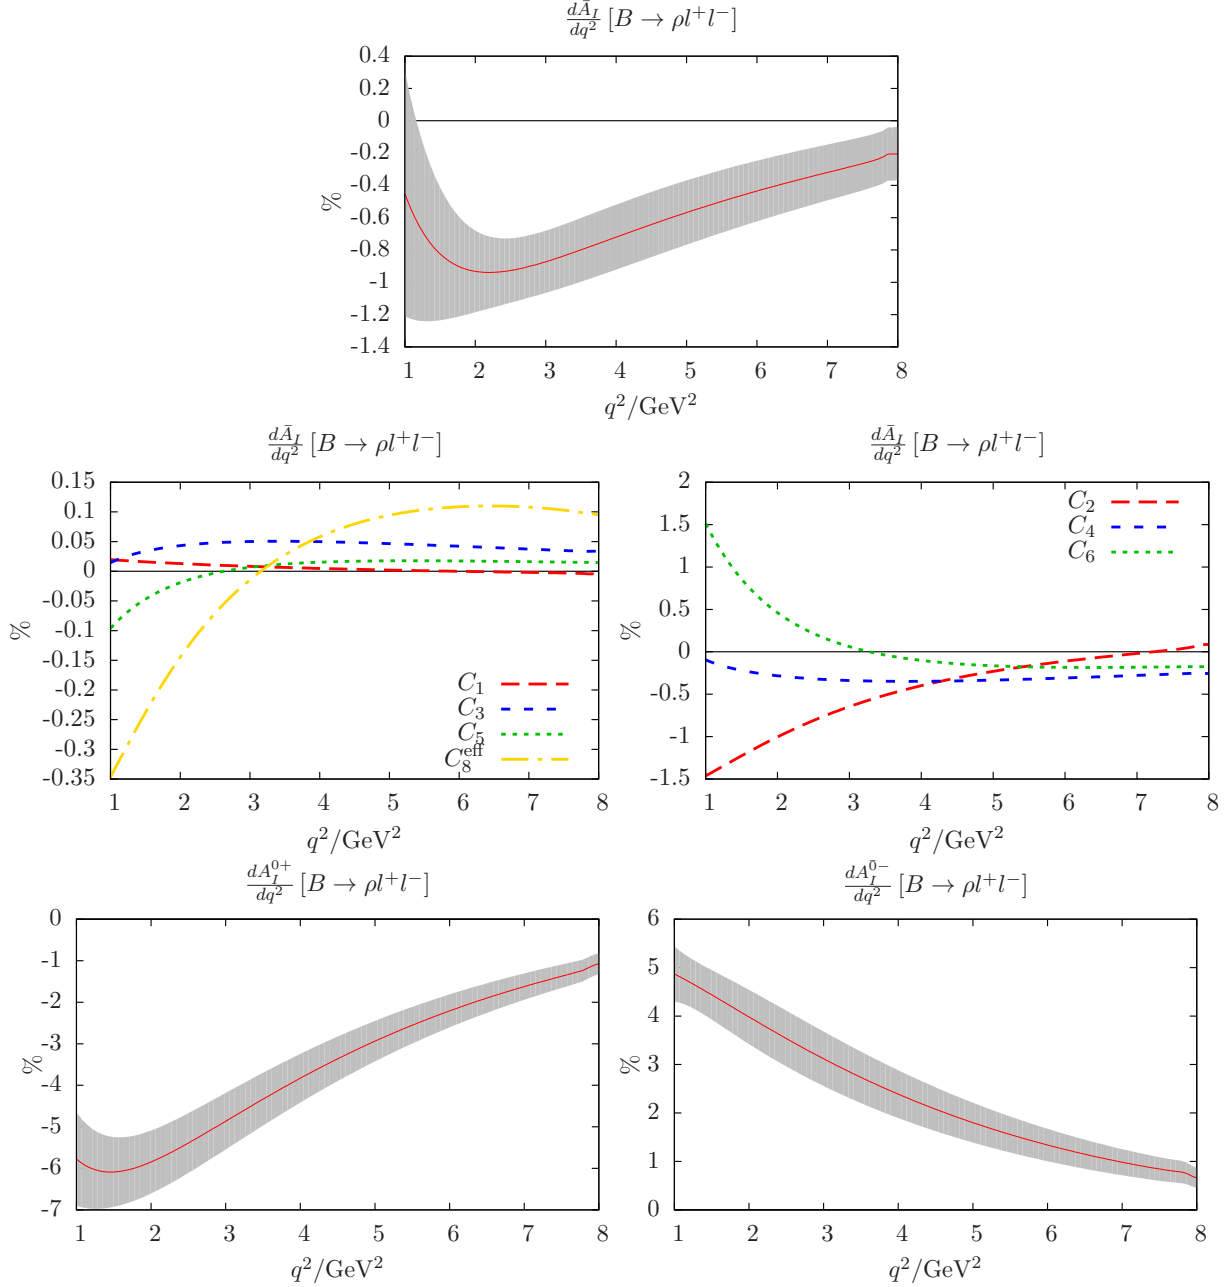 dĀ_I/dq² [B → ρl⁺l⁻]
0.4
0.2
0
-0.2
-0.4
-0.6
-0.8
-1
-1.2
-1.4
%
1 2 3 4 5 6 7 8
q²/GeV²
dĀ_I/dq² [B → ρl⁺l⁻]
0.15
0.1
0.05
0
-0.05
-0.1
-0.15
-0.2
-0.25
-0.3
-0.35
%
C₁
C₃
C₅
C₈^eff
1 2 3 4 5 6 7 8
q²/GeV²
dĀ_I/dq² [B → ρl⁺l⁻]
2
1.5
1
0.5
0
-0.5
-1
-1.5
%
C₂
C₄
C₆
1 2 3 4 5 6 7 8
q²/GeV²
dA_I^{0+}/dq² [B → ρl⁺l⁻]
0
-1
-2
-3
-4
-5
-6
-7
%
1 2 3 4 5 6 7 8
q²/GeV²
dA_I^{0̄−}/dq² [B → ρl⁺l⁻]
6
5
4
3
2
1
0
%
1 2 3 4 5 6 7 8
q²/GeV²